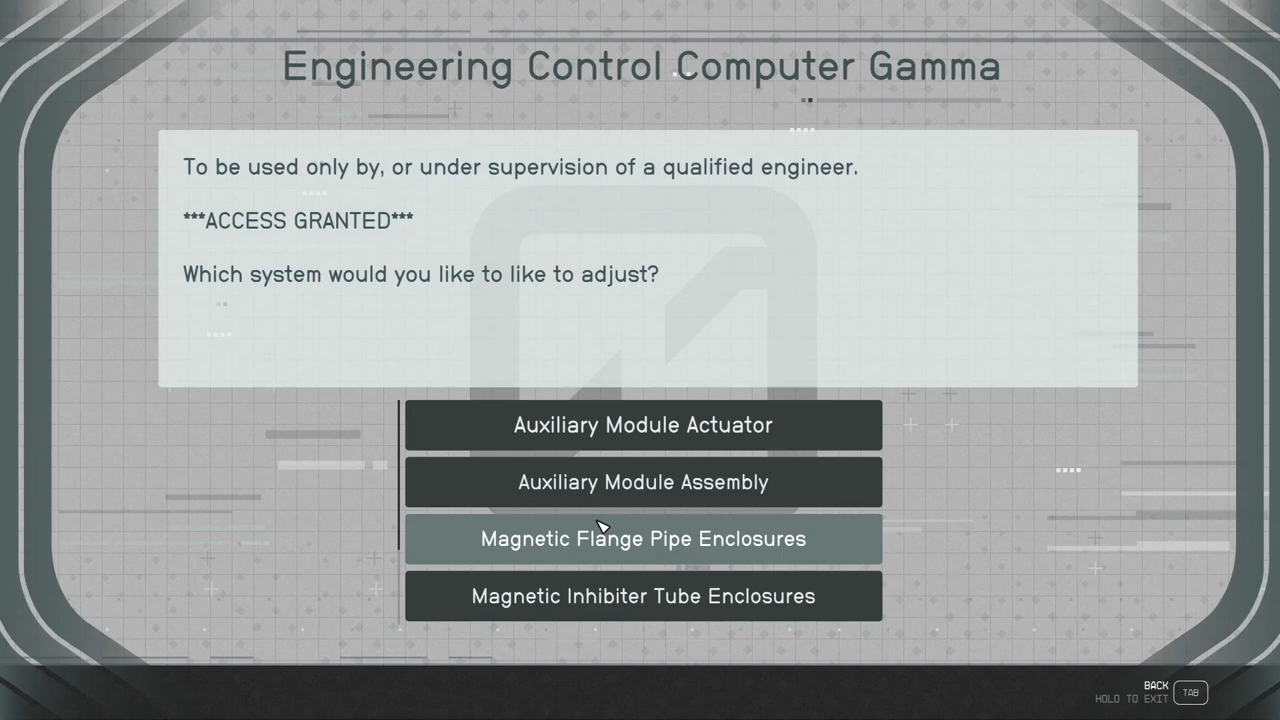 Engineering Control Computer Gamma
To be used only by, or under supervision of a qualified engineer.
***ACCESS GRANTED***
Which system would you like to like to adjust?
Auxiliary Module Actuator
Auxiliary Module Assembly
Magnetic Flange Pipe Enclosures
Magnetic Inhibiter Tube Enclosures
BACK
HOLD TO EXIT
TAB